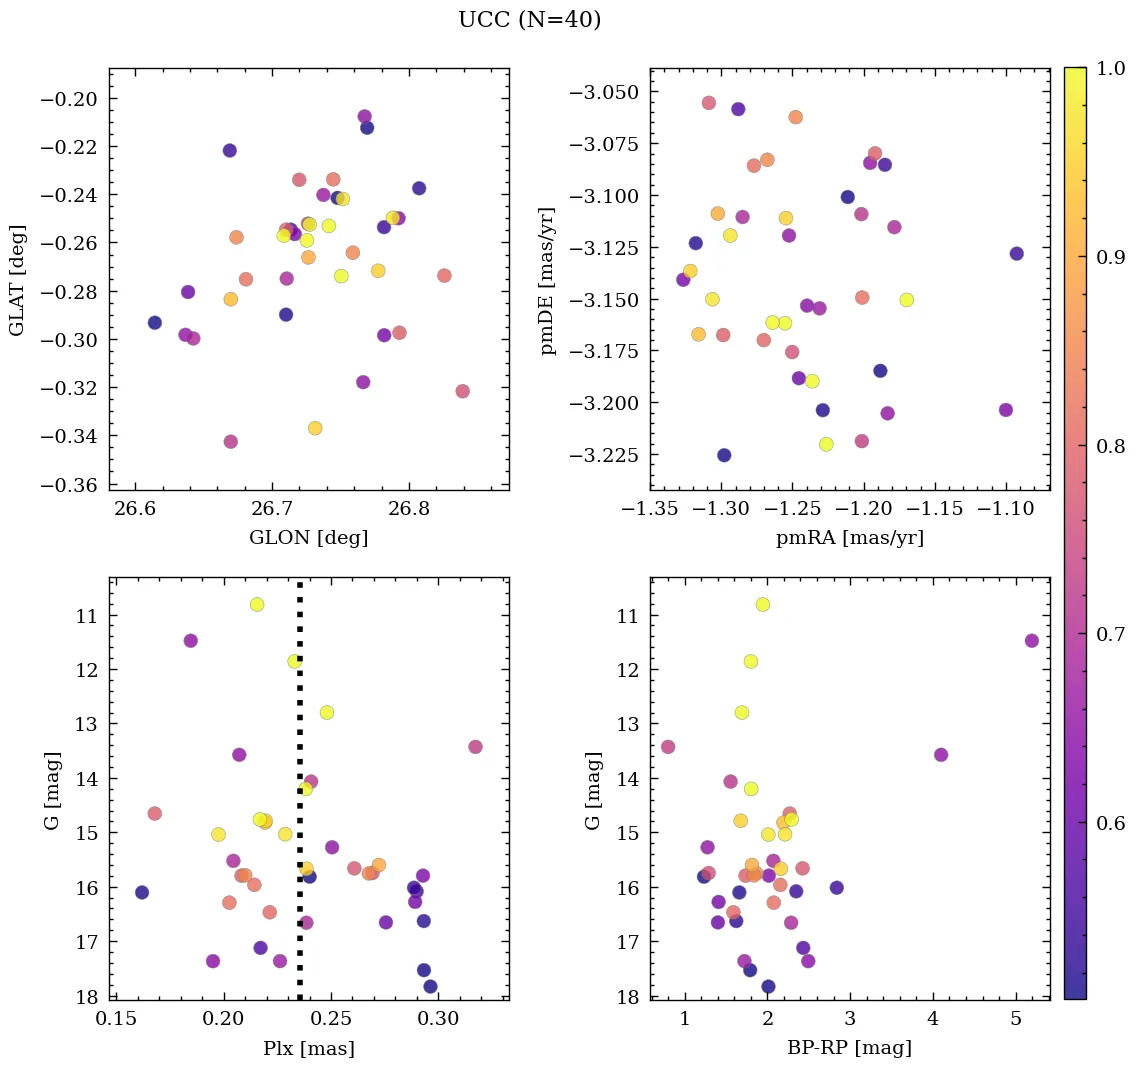 UCC (N=40)
−0.20
−0.22
−0.24
−0.26
−0.28
−0.30
−0.32
−0.34
−0.36
GLAT [deg]
26.6 26.7 26.8
GLON [deg]
−3.050
−3.075
−3.100
−3.125
−3.150
−3.175
−3.200
−3.225
pmDE [mas/yr]
−1.35 −1.30 −1.25 −1.20 −1.15 −1.10
pmRA [mas/yr]
11
12
13
14
15
16
17
18
G [mag]
0.15 0.20 0.25 0.30
Plx [mas]
11
12
13
14
15
16
17
18
G [mag]
1 2 3 4 5
BP-RP [mag]
1.0
0.9
0.8
0.7
0.6